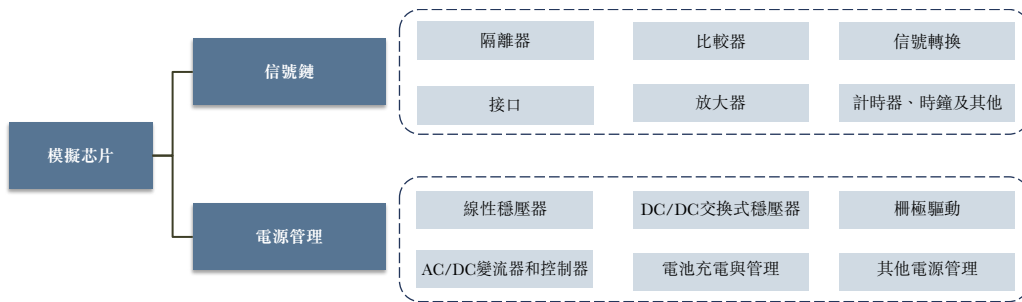 模擬芯片
信號鏈
隔離器
比較器
信號轉換
接口
放大器
計時器、時鐘及其他
電源管理
線性穩壓器
DC/DC交換式穩壓器
柵極驅動
AC/DC變流器和控制器
電池充電與管理
其他電源管理